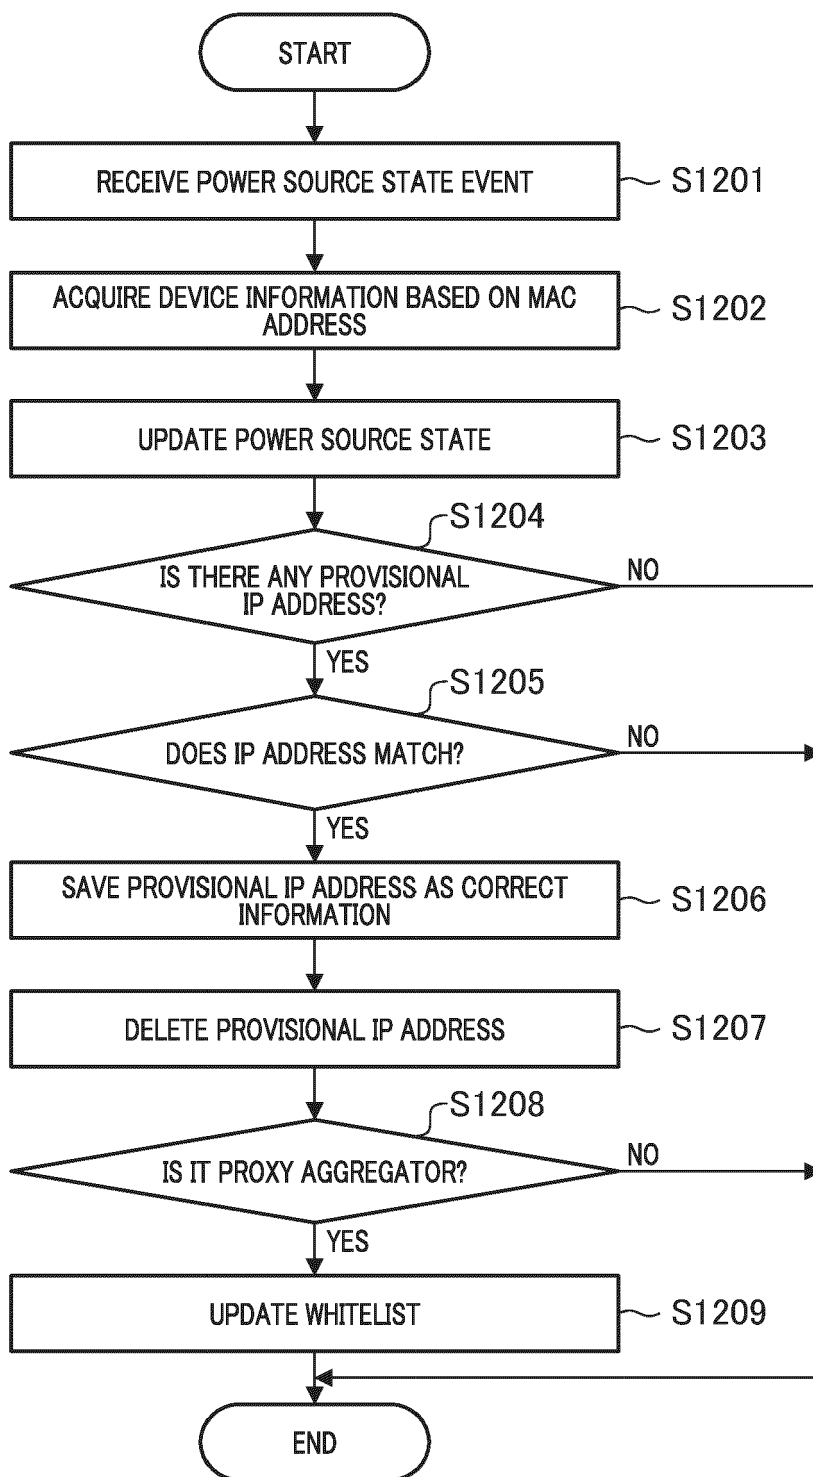 START
RECEIVE POWER SOURCE STATE EVENT
S1201
ACQUIRE DEVICE INFORMATION BASED ON MAC
ADDRESS
S1202
UPDATE POWER SOURCE STATE
S1203
S1204
IS THERE ANY PROVISIONAL
IP ADDRESS?
NO
YES
S1205
DOES IP ADDRESS MATCH?
NO
YES
SAVE PROVISIONAL IP ADDRESS AS CORRECT
INFORMATION
S1206
DELETE PROVISIONAL IP ADDRESS
S1207
S1208
IS IT PROXY AGGREGATOR?
NO
YES
UPDATE WHITELIST
S1209
END